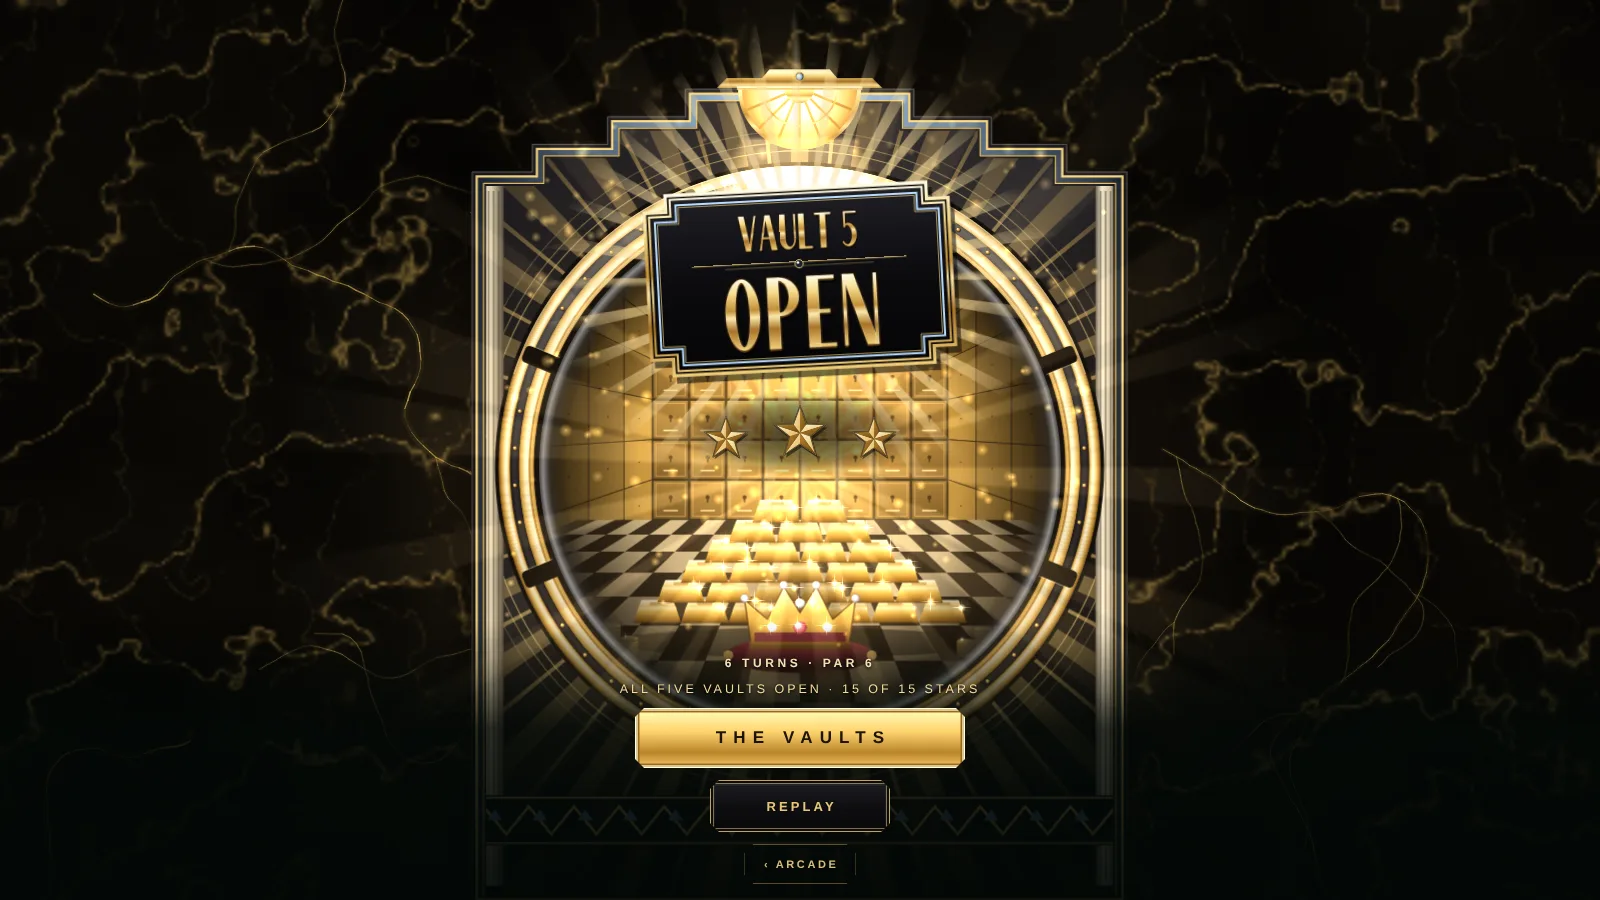 VAULT 5
OPEN
6 TURNS · PAR 6
ALL FIVE VAULTS OPEN · 15 OF 15 STARS
THE VAULTS
REPLAY
‹ ARCADE